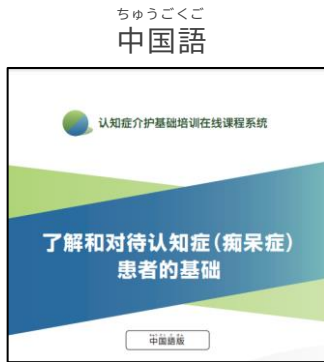 ちゅうごくご
中国語
认知症介护基础培训在线课程系统
了解和对待认知症（痴呆症）
患者的基础
中国語版